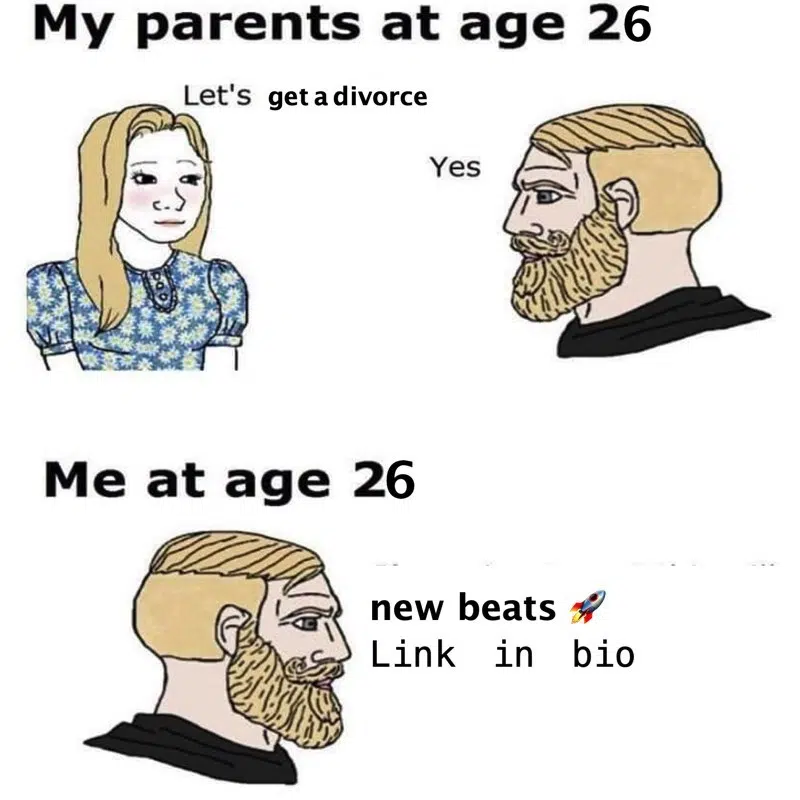 My parents at age 26
Let's get a divorce
Yes
Me at age 26
new beats 🚀
Link in bio